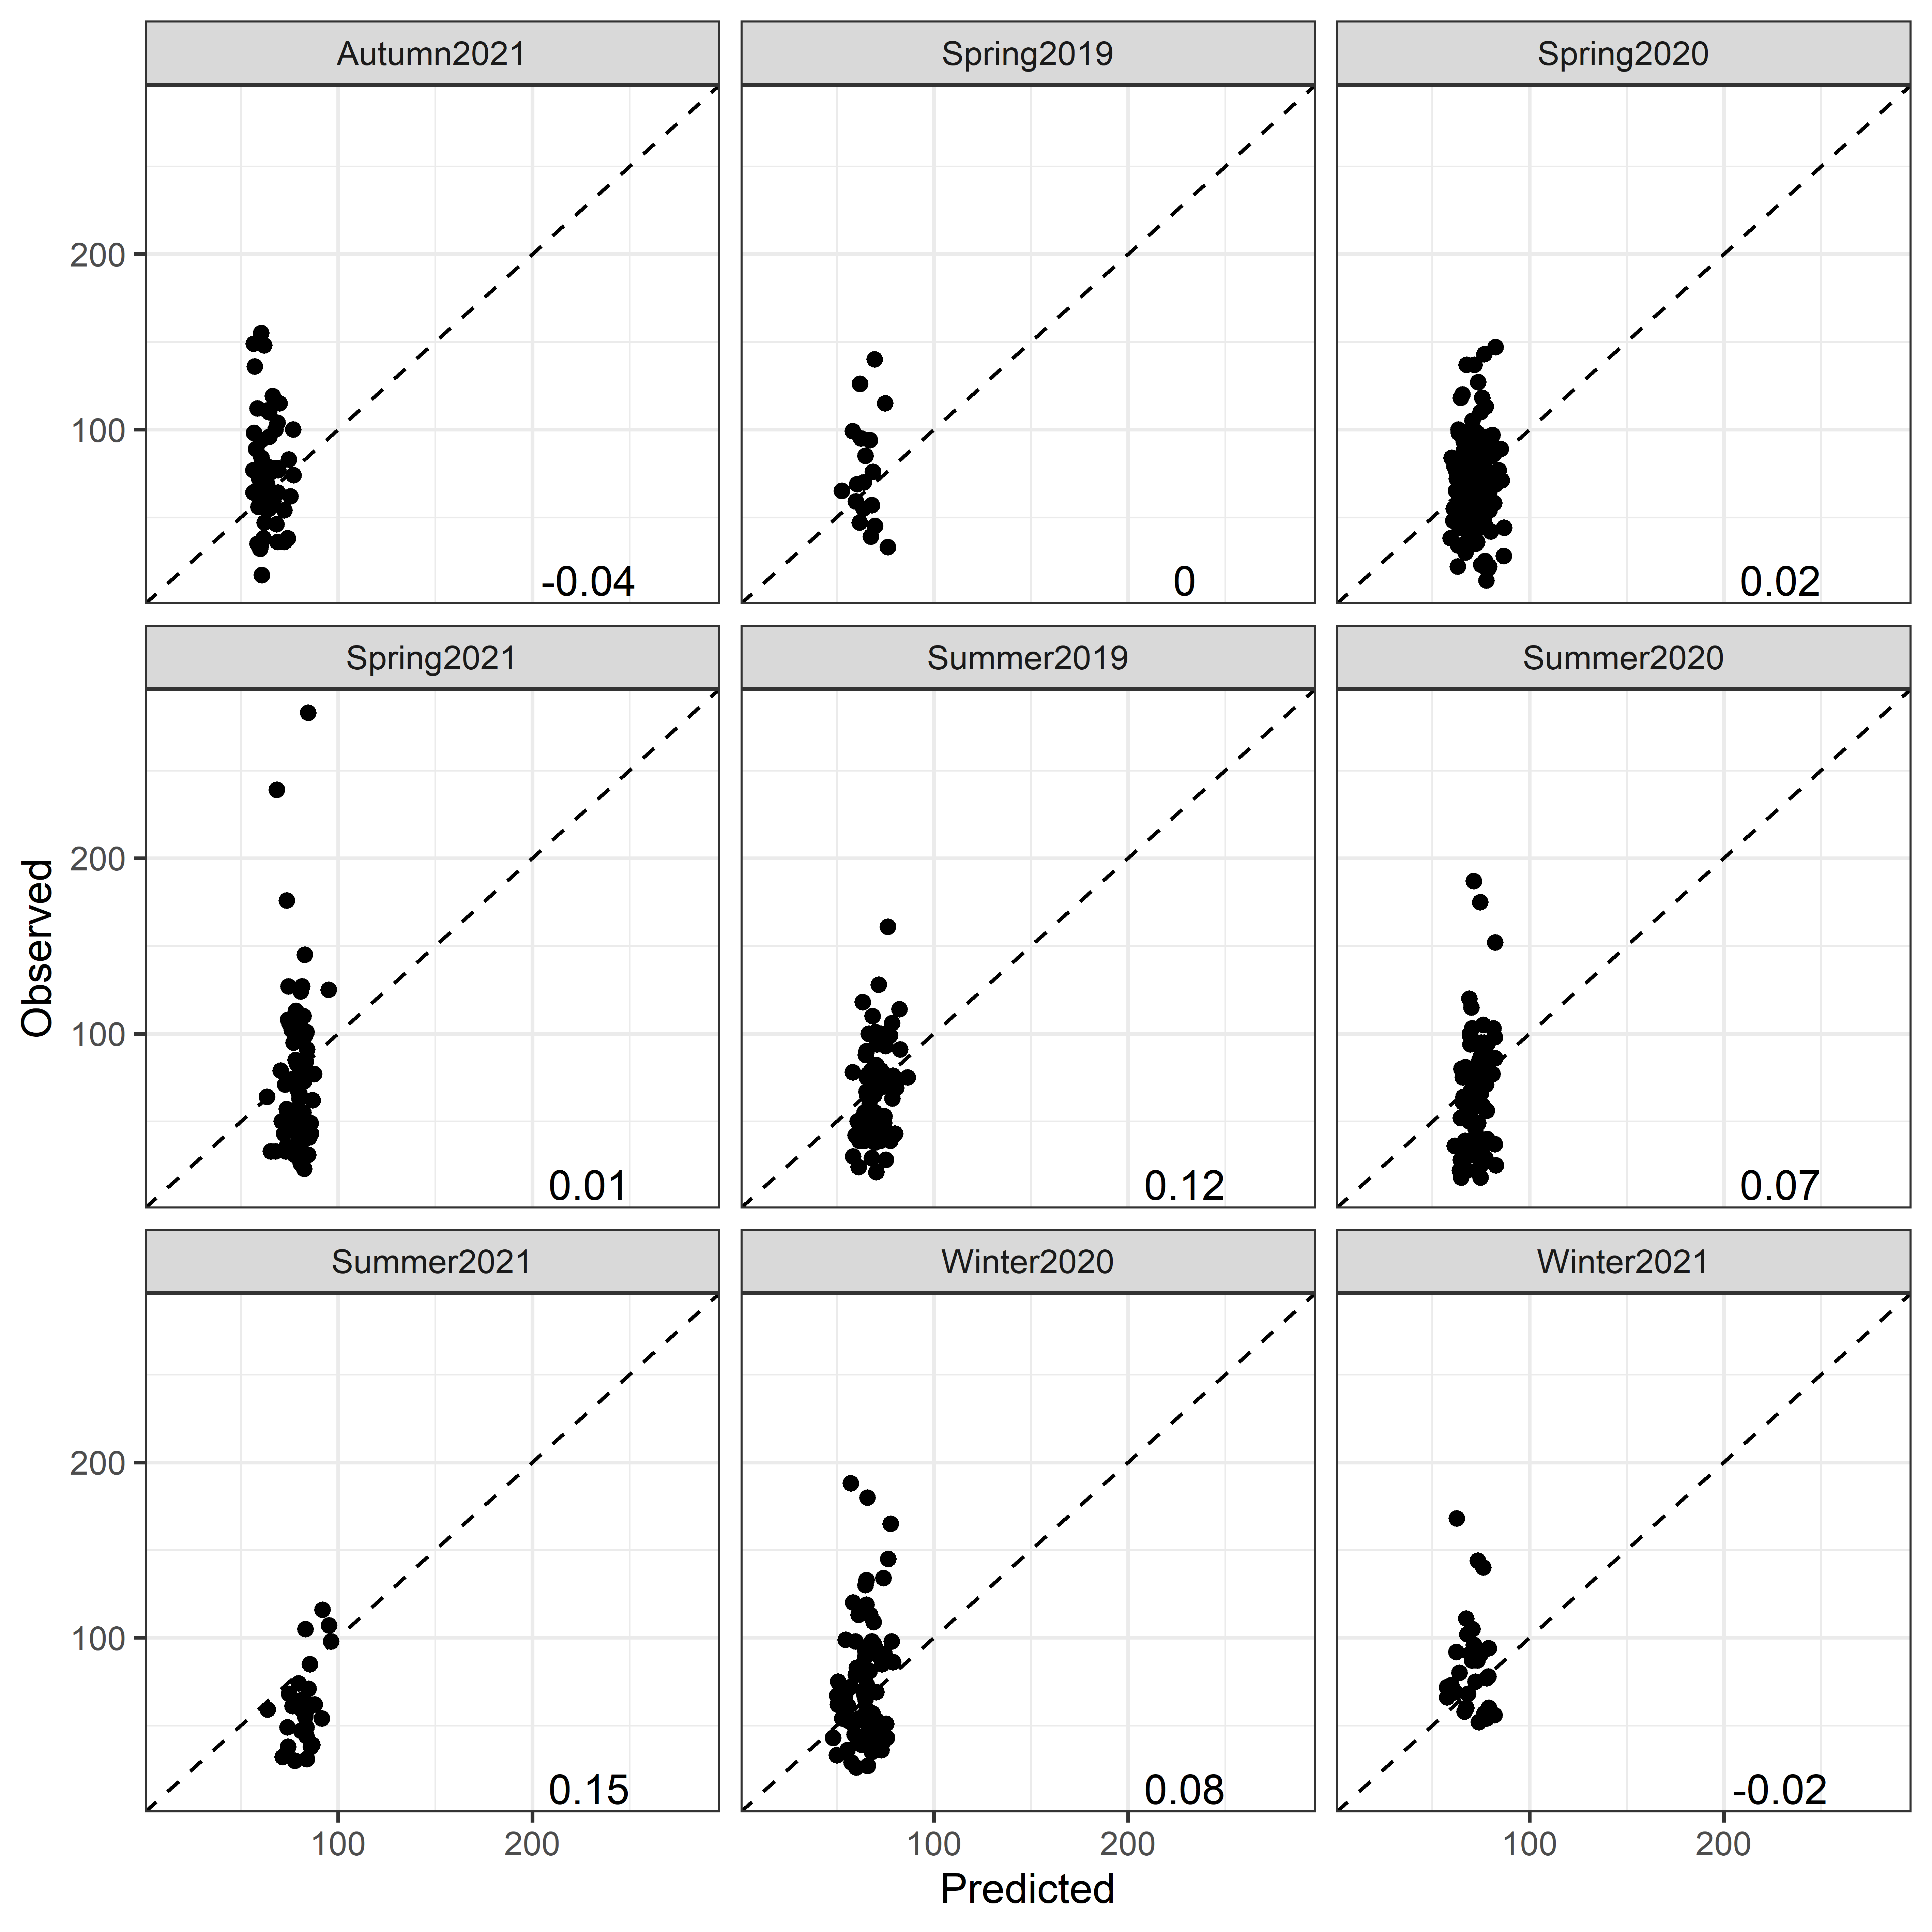 Autumn2021 Spring2019 Spring2020
200
100
-0.04 0 0.02
Spring2021 Summer2019 Summer2020
Observed
200
100
0.01 0.12 0.07
Summer2021 Winter2020 Winter2021
200
100
0.15 0.08 -0.02
100 200 100 200 100 200
Predicted